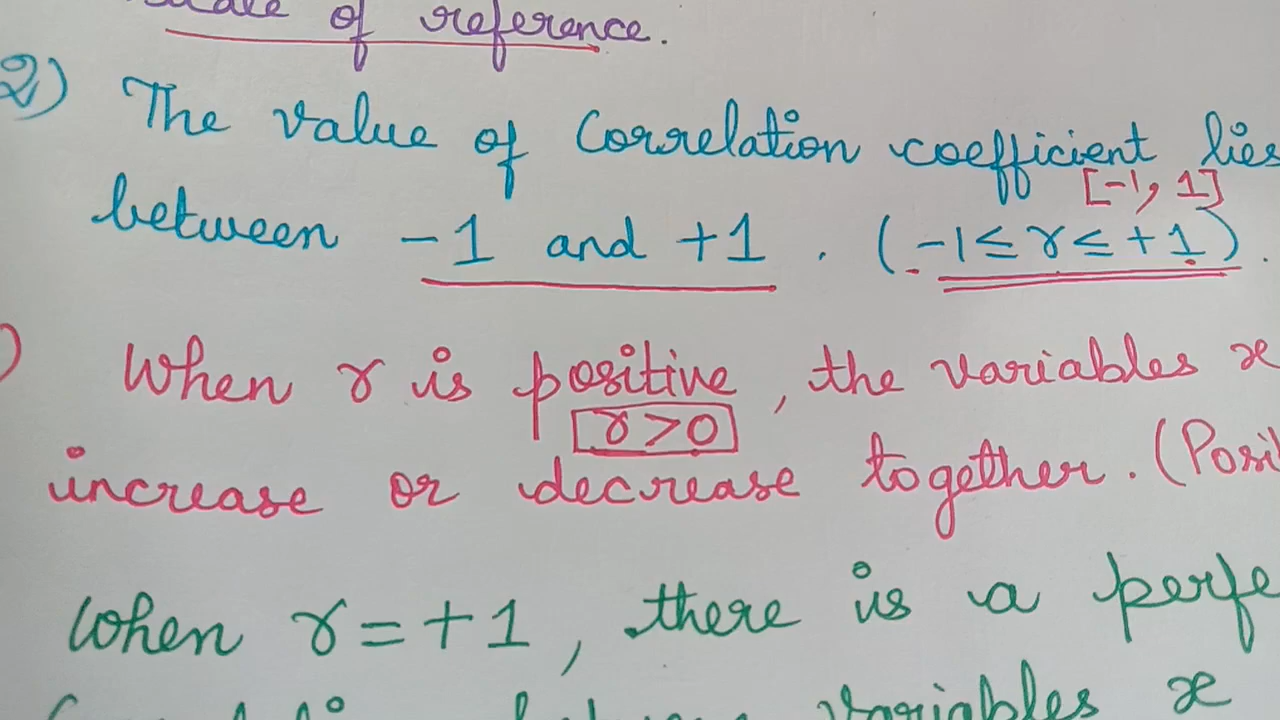 of reference.
2) The value of Correlation coefficient lies
[-1, 1]
between -1 and +1 . (-1≤r≤+1).
) When r is positive, the variables x
r>0
increase or decrease together. (Posi
When r=+1, there is a perfe
variables x